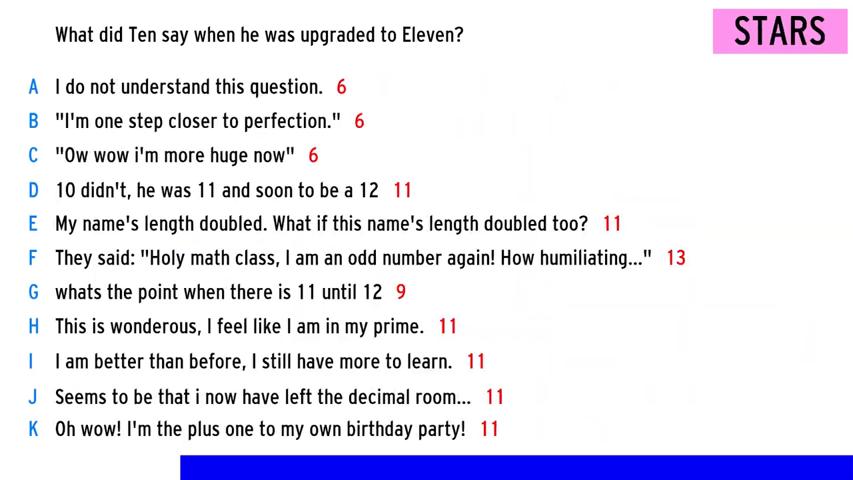 What did Ten say when he was upgraded to Eleven?
STARS
A I do not understand this question. 6
B "I'm one step closer to perfection." 6
C "Ow wow i'm more huge now" 6
D 10 didn't, he was 11 and soon to be a 12 11
E My name's length doubled. What if this name's length doubled too? 11
F They said: "Holy math class, I am an odd number again! How humiliating..." 13
G whats the point when there is 11 until 12 9
H This is wonderous, I feel like I am in my prime. 11
I I am better than before, I still have more to learn. 11
J Seems to be that i now have left the decimal room... 11
K Oh wow! I'm the plus one to my own birthday party! 11